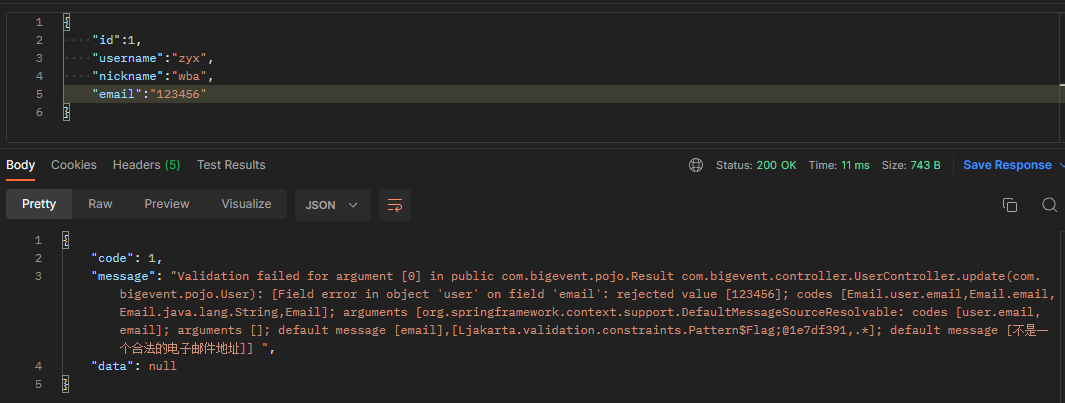 1 {
2 "id":1,
3 "username":"zyx",
4 "nickname":"wba",
5 "email":"123456"
6 }
Body Cookies Headers (5) Test Results Status: 200 OK Time: 11 ms Size: 743 B Save Response
Pretty Raw Preview Visualize JSON
1 {
2 "code": 1,
3 "message": "Validation failed for argument [0] in public com.bigevent.pojo.Result com.bigevent.controller.UserController.update(com.
bigevent.pojo.User): [Field error in object 'user' on field 'email': rejected value [123456]; codes [Email.user.email,Email.email,
Email.java.lang.String,Email]; arguments [org.springframework.context.support.DefaultMessageSourceResolvable: codes [user.email,
email]; arguments []; default message [email],[Ljakarta.validation.constraints.Pattern$Flag;@1e7df391,.*]; default message [不是一
个合法的电子邮件地址]] ",
4 "data": null
5 }